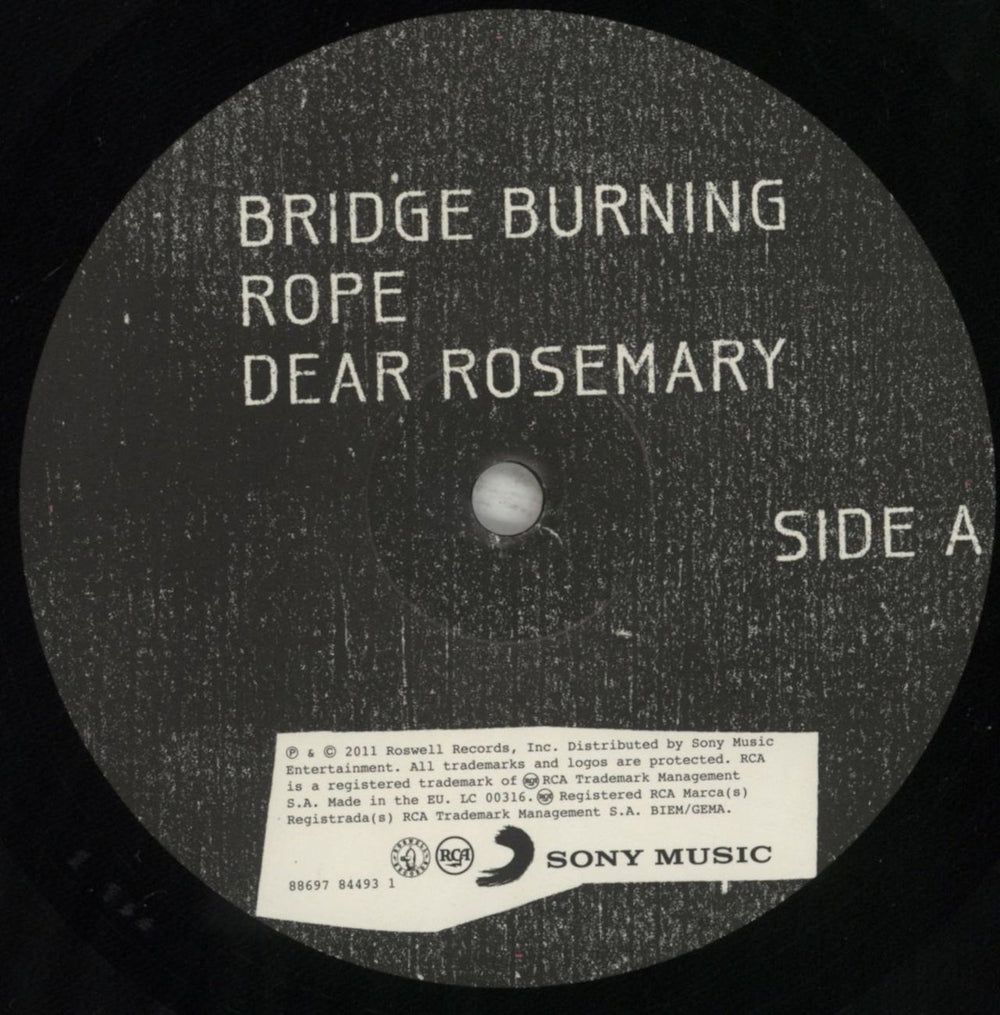 BRIDGE BURNING
ROPE
DEAR ROSEMARY
SIDE A
℗ & © 2011 Roswell Records, Inc. Distributed by Sony Music
Entertainment. All trademarks and logos are protected. RCA
is a registered trademark of RCA RCA Trademark Management
S.A. Made in the EU. LC 00316. RCA Registered RCA Marca(s)
Registrada(s) RCA Trademark Management S.A. BIEM/GEMA.
RCA SONY MUSIC
88697 84493 1